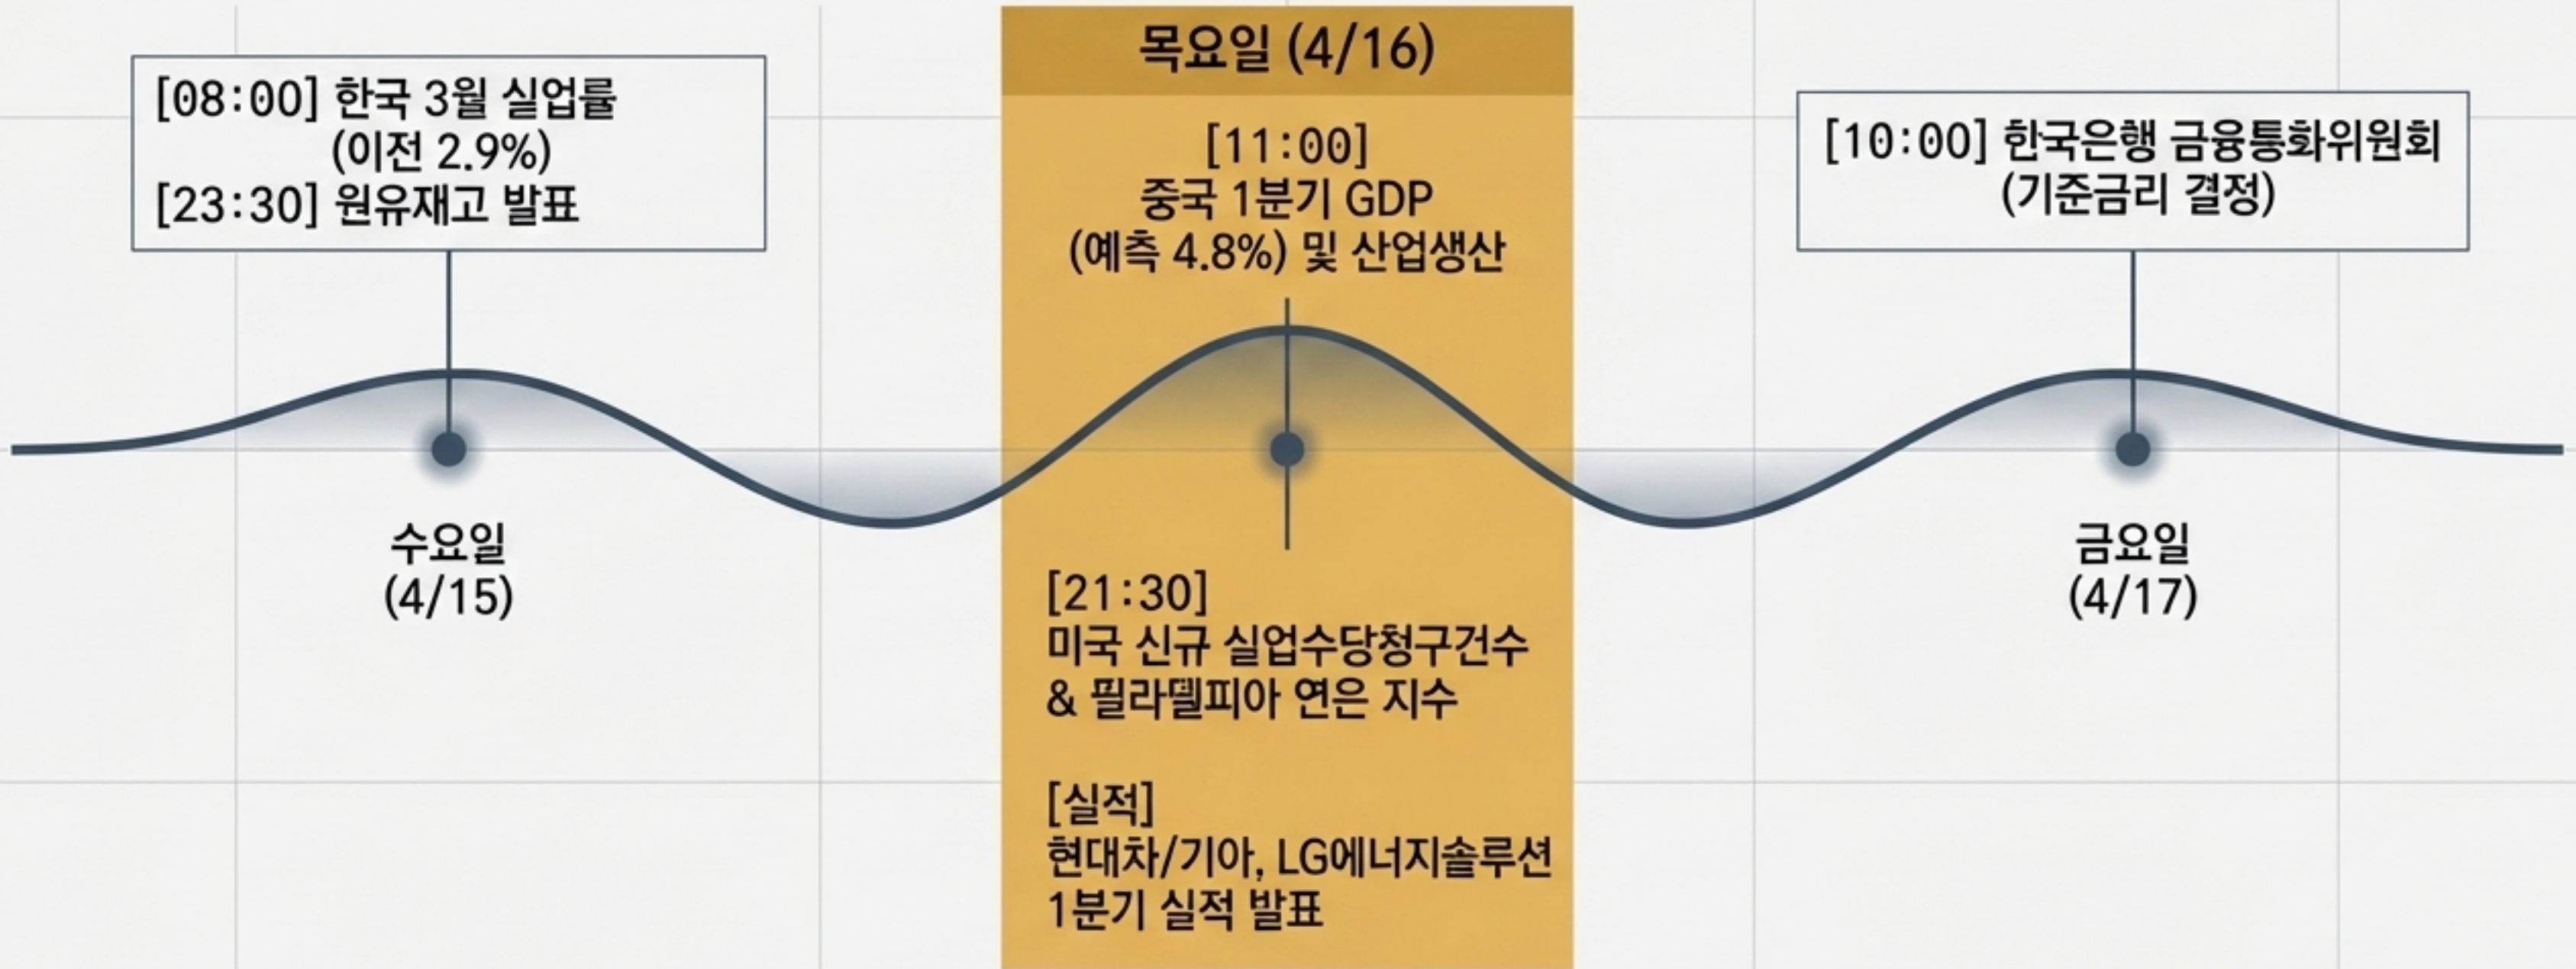 [08:00] 한국 3월 실업률
(이전 2.9%)
[23:30] 원유재고 발표
수요일
(4/15)
목요일 (4/16)
[11:00]
중국 1분기 GDP
(예측 4.8%) 및 산업생산
[21:30]
미국 신규 실업수당청구건수
& 필라델피아 연은 지수
[실적]
현대차/기아, LG에너지솔루션
1분기 실적 발표
[10:00] 한국은행 금융통화위원회
(기준금리 결정)
금요일
(4/17)